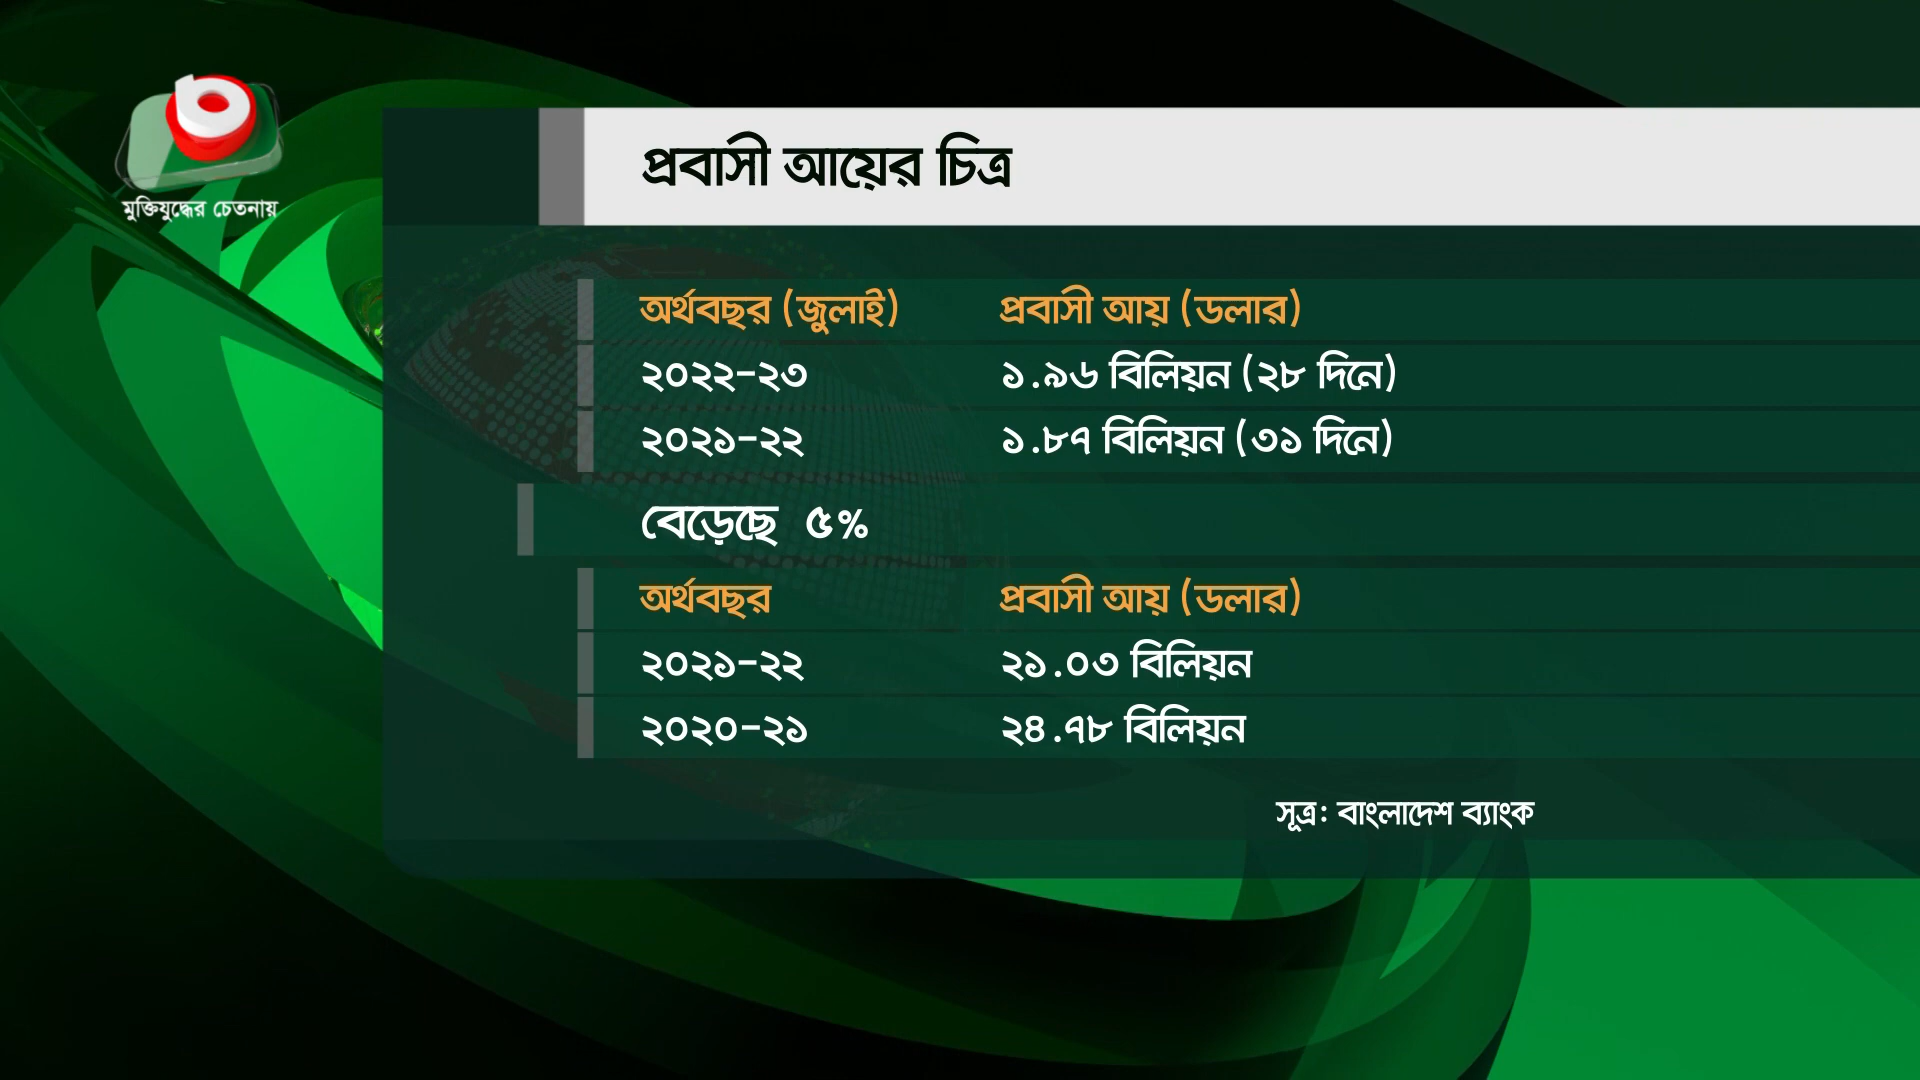 মুক্তিযুদ্ধের চেতনায়
প্রবাসী আয়ের চিত্র
অর্থবছর (জুলাই) প্রবাসী আয় (ডলার)
২০২২-২৩ ১.৯৬ বিলিয়ন (২৮ দিনে)
২০২১-২২ ১.৮৭ বিলিয়ন (৩১ দিনে)
বেড়েছে ৫%
অর্থবছর প্রবাসী আয় (ডলার)
২০২১-২২ ২১.০৩ বিলিয়ন
২০২০-২১ ২৪.৭৮ বিলিয়ন
সূত্র: বাংলাদেশ ব্যাংক